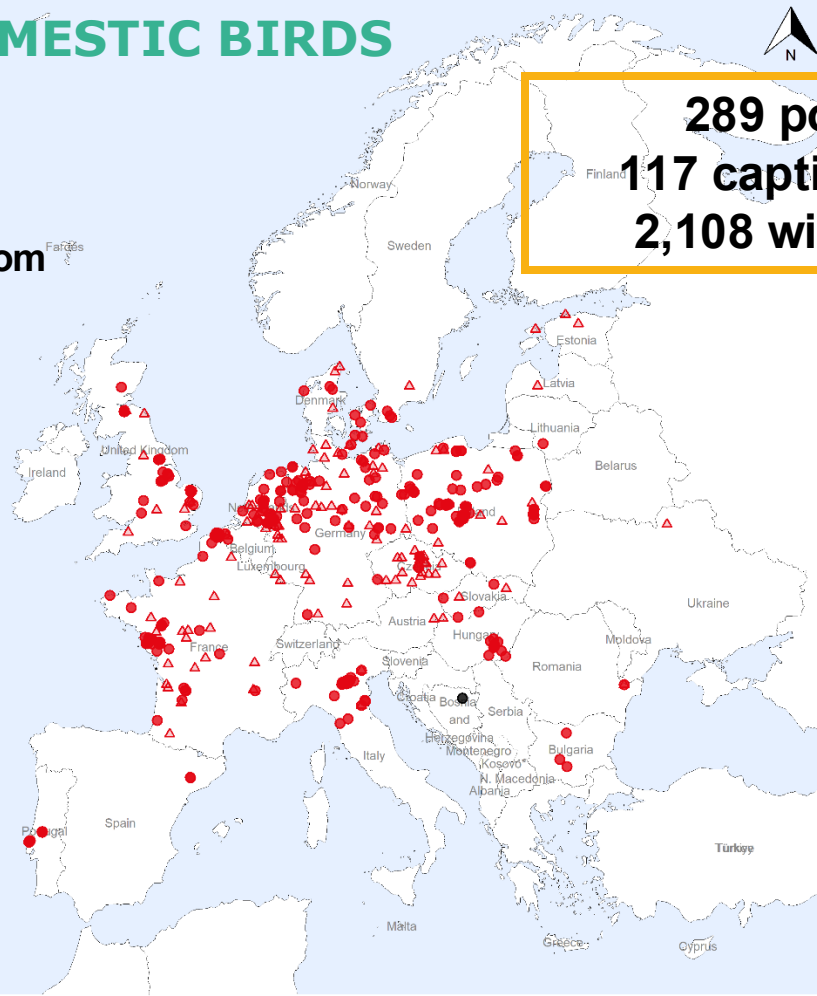 MESTIC BIRDS
N
289 po
117 capti
2,108 wi
om
Norway
Finland
Sweden
Estonia
Latvia
Denmark
Lithuania
United Kingdom
Ireland
Belarus
Germany
Belgium
Luxembourg
Ukraine
Slovakia
Austria
Moldova
France
Switzerland
Hungary
Slovenia
Romania
Croatia
Bosnia
and
Herzegovina
Serbia
Montenegro
Bulgaria
Kosovo*
Italy
N. Macedonia
Albania
Spain
Portugal
Türkiye
Malta
Greece
Cyprus